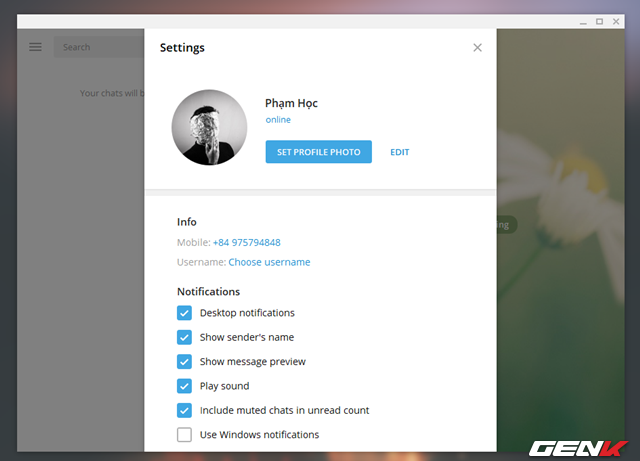 Settings
Search
Your chats will b
Phạm Học
online
SET PROFILE PHOTO
EDIT
ing
Info
Mobile: +84 975794848
Username: Choose username
Notifications
Desktop notifications
Show sender's name
Show message preview
Play sound
Include muted chats in unread count
Use Windows notifications
GENK